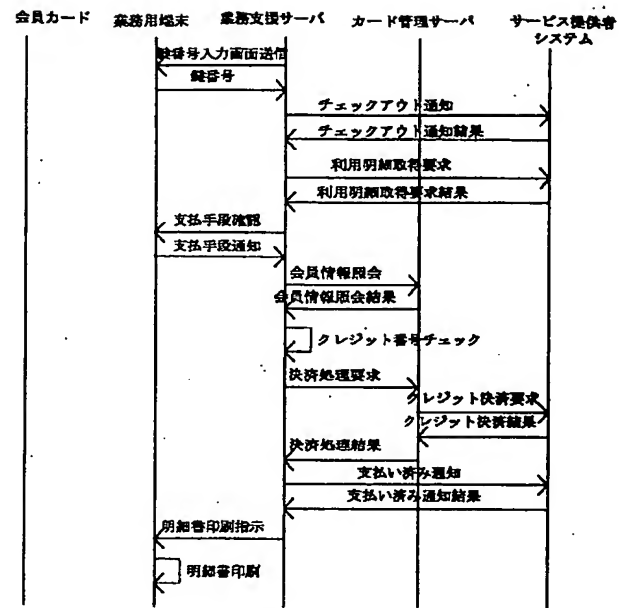 会員カード
業務用端末
業務支援サーバ
カード管理サーバ
サービス提供者
システム
鍵番号入力画面送信
鍵番号
チェックアウト通知
チェックアウト通知結果
利用明細取得要求
利用明細取得要求結果
支払手段確認
支払手段通知
会員情報照会
会員情報照会結果
クレジット番号チェック
決済処理要求
クレジット決済要求
クレジット決済結果
決済処理結果
支払い済み通知
支払い済み通知結果
明細書印刷指示
明細書印刷